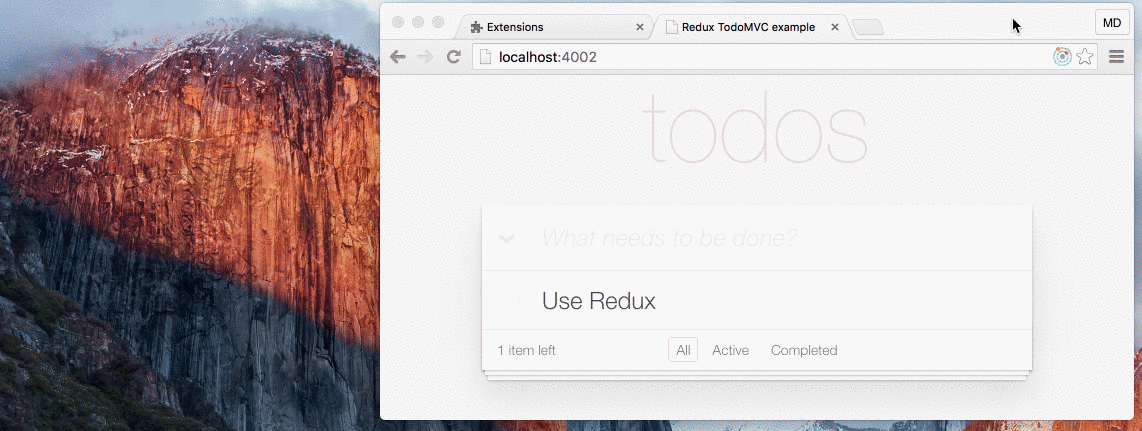 Extensions
Redux TodoMVC example
MD
localhost:4002
todos
What needs to be done?
Use Redux
1 item left
All
Active
Completed